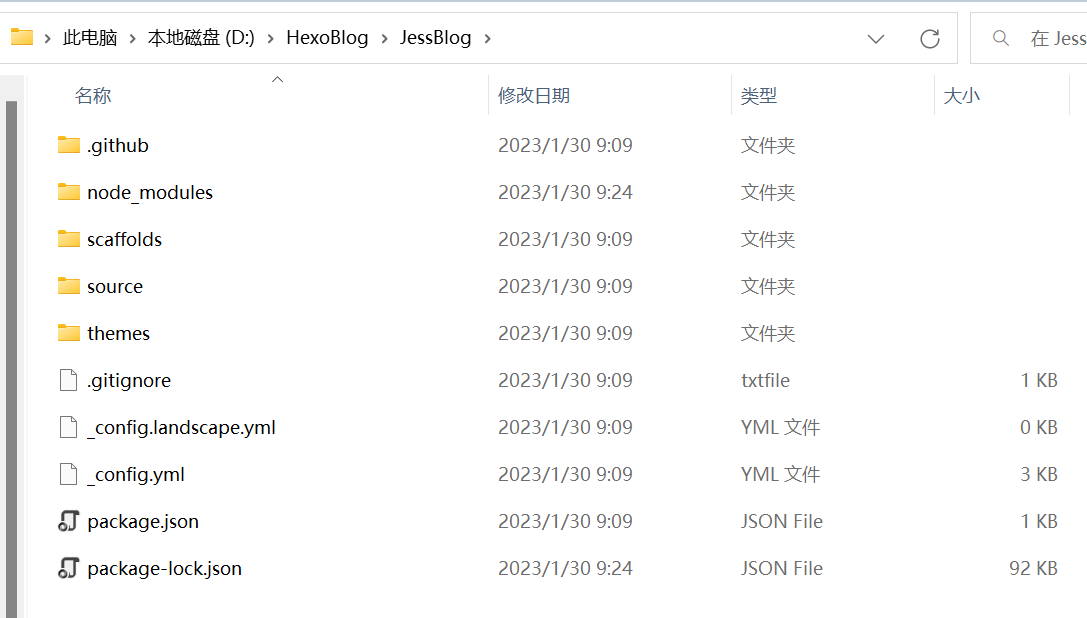 此电脑 本地磁盘 (D:) HexoBlog JessBlog 在 Jess
名称 修改日期 类型 大小
.github 2023/1/30 9:09 文件夹
node_modules 2023/1/30 9:24 文件夹
scaffolds 2023/1/30 9:09 文件夹
source 2023/1/30 9:09 文件夹
themes 2023/1/30 9:09 文件夹
.gitignore 2023/1/30 9:09 txtfile 1 KB
_config.landscape.yml 2023/1/30 9:09 YML 文件 0 KB
_config.yml 2023/1/30 9:09 YML 文件 3 KB
package.json 2023/1/30 9:09 JSON File 1 KB
package-lock.json 2023/1/30 9:24 JSON File 92 KB